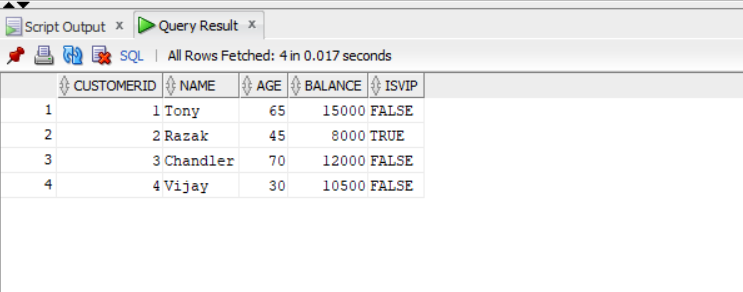 Script Output x Query Result x
SQL | All Rows Fetched: 4 in 0.017 seconds
CUSTOMERID NAME AGE BALANCE ISVIP
1 1 Tony 65 15000 FALSE
2 2 Razak 45 8000 TRUE
3 3 Chandler 70 12000 FALSE
4 4 Vijay 30 10500 FALSE